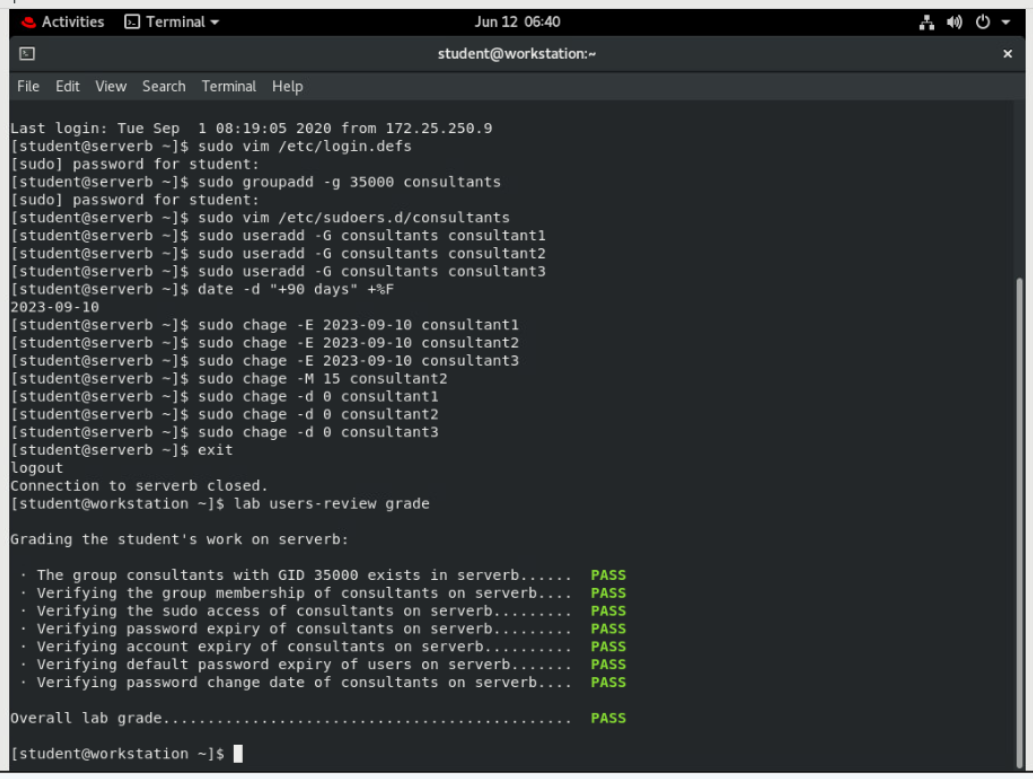 Activities Terminal Jun 12 06:40
student@workstation:~ ×
File Edit View Search Terminal Help
Last login: Tue Sep  1 08:19:05 2020 from 172.25.250.9
[student@serverb ~]$ sudo vim /etc/login.defs
[sudo] password for student:
[student@serverb ~]$ sudo groupadd -g 35000 consultants
[sudo] password for student:
[student@serverb ~]$ sudo vim /etc/sudoers.d/consultants
[student@serverb ~]$ sudo useradd -G consultants consultant1
[student@serverb ~]$ sudo useradd -G consultants consultant2
[student@serverb ~]$ sudo useradd -G consultants consultant3
[student@serverb ~]$ date -d "+90 days" +%F
2023-09-10
[student@serverb ~]$ sudo chage -E 2023-09-10 consultant1
[student@serverb ~]$ sudo chage -E 2023-09-10 consultant2
[student@serverb ~]$ sudo chage -E 2023-09-10 consultant3
[student@serverb ~]$ sudo chage -M 15 consultant2
[student@serverb ~]$ sudo chage -d 0 consultant1
[student@serverb ~]$ sudo chage -d 0 consultant2
[student@serverb ~]$ sudo chage -d 0 consultant3
[student@serverb ~]$ exit
logout
Connection to serverb closed.
[student@workstation ~]$ lab users-review grade
Grading the student's work on serverb:
· The group consultants with GID 35000 exists in serverb...... PASS
· Verifying the group membership of consultants on serverb.... PASS
· Verifying the sudo access of consultants on serverb......... PASS
· Verifying password expiry of consultants on serverb......... PASS
· Verifying account expiry of consultants on serverb.......... PASS
· Verifying default password expiry of users on serverb....... PASS
· Verifying password change date of consultants on serverb.... PASS
Overall lab grade.............................................. PASS
[student@workstation ~]$